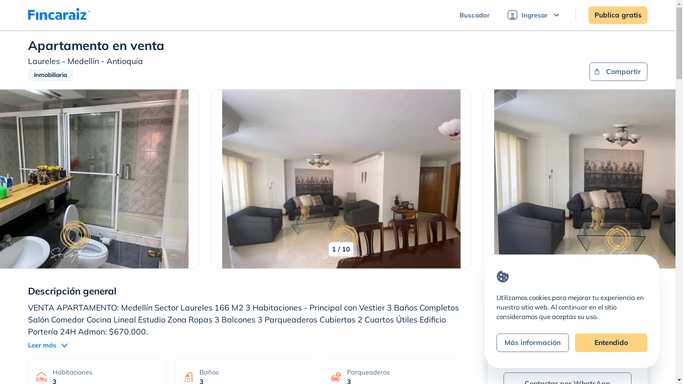 Fincaraiz
Buscador
Ingresar
Publica gratis
Apartamento en venta
Laureles - Medellín - Antioquia
Inmobiliaria
Compartir
1 / 10
Descripción general
VENTA APARTAMENTO: Medellín Sector Laureles 166 M2 3 Habitaciones - Principal con Vestier 3 Baños Completos
Salón Comedor Cocina Lineal Estudio Zona Ropas 3 Balcones 3 Parqueaderos Cubiertos 2 Cuartos Útiles Edificio
Portería 24H Admon: $670.000.
Leer más
Habitaciones
3
Baños
3
Parqueaderos
3
Utilizamos cookies para mejorar tu experiencia en
nuestro sitio web. Al continuar en el sitio
consideramos que aceptas su uso.
Más información
Entendido
Contactar por WhatsApp